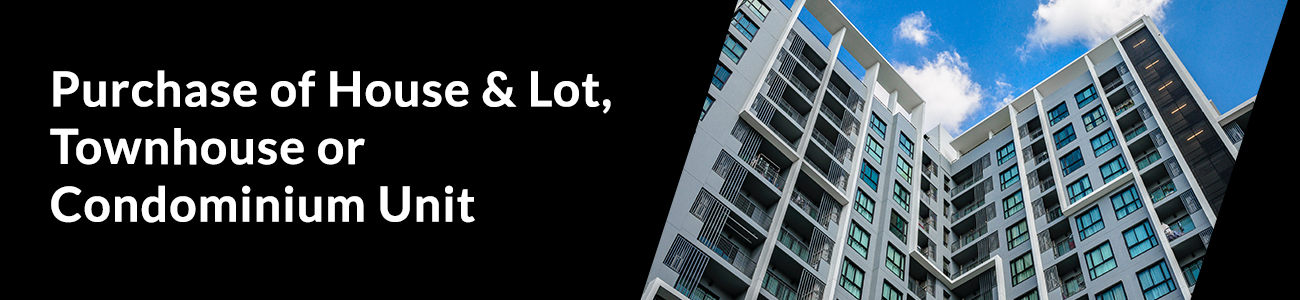 Purchase of House & Lot,
Townhouse or
Condominium Unit